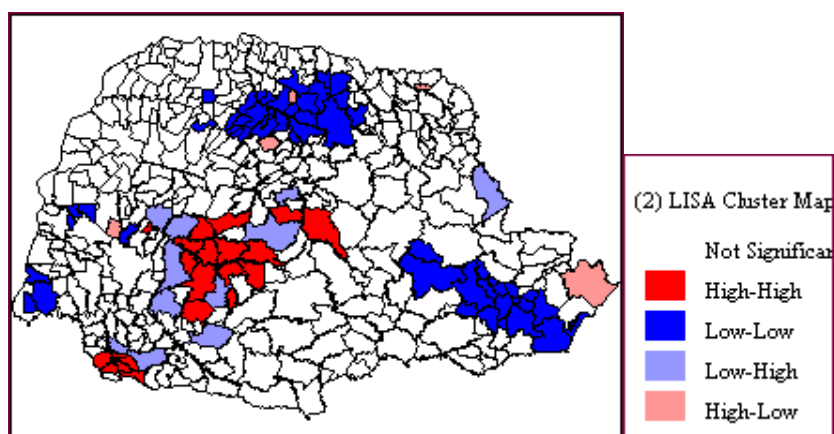 (2) LISA Cluster Map
Not Significan
High-High
Low-Low
Low-High
High-Low